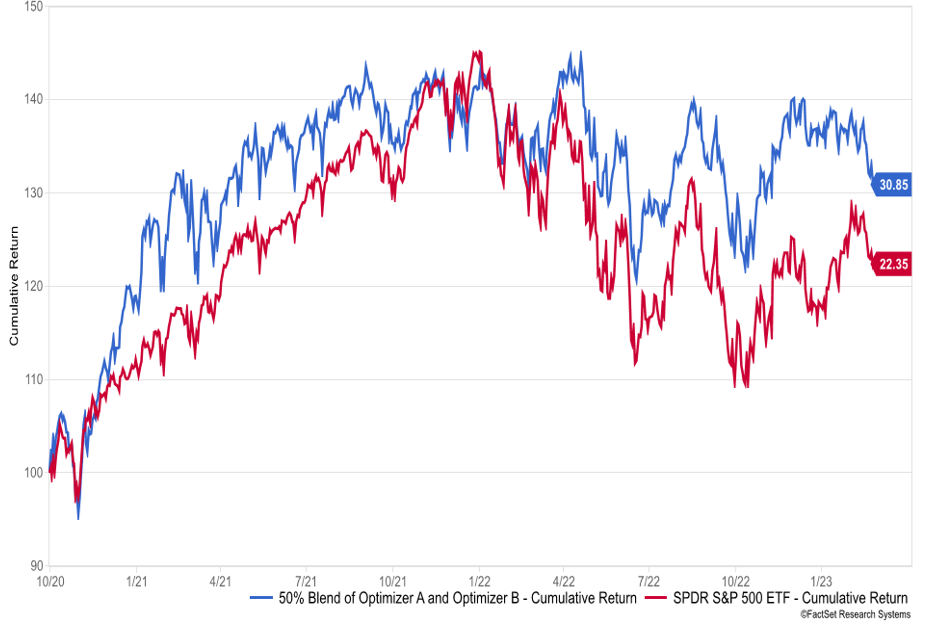 150
140
130
120
110
100
90
Cumulative Return
30.85
22.35
10/20 1/21 4/21 7/21 10/21 1/22 4/22 7/22 10/22 1/23
50% Blend of Optimizer A and Optimizer B - Cumulative Return SPDR S&P 500 ETF - Cumulative Return
©FactSet Research Systems